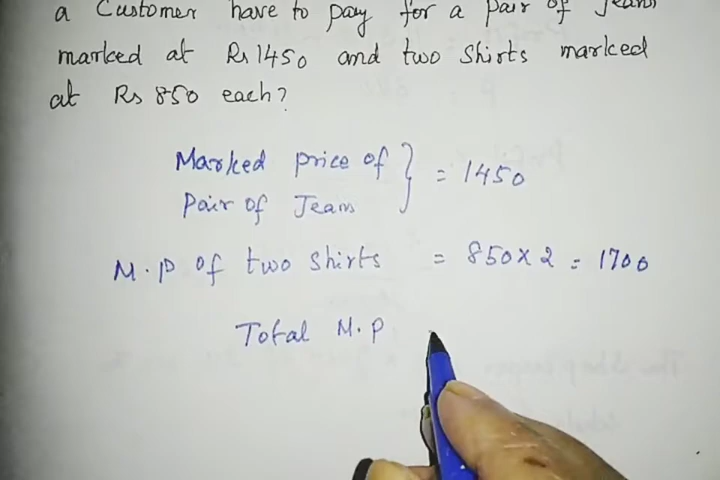 a Customer have to pay for a pair of Jeans
marked at Rs 1450 and two Shirts marked
at Rs 850 each?
Marked price of
Pair of Jeans } = 1450
M.P of two shirts = 850 x 2 = 1700
Total M.P